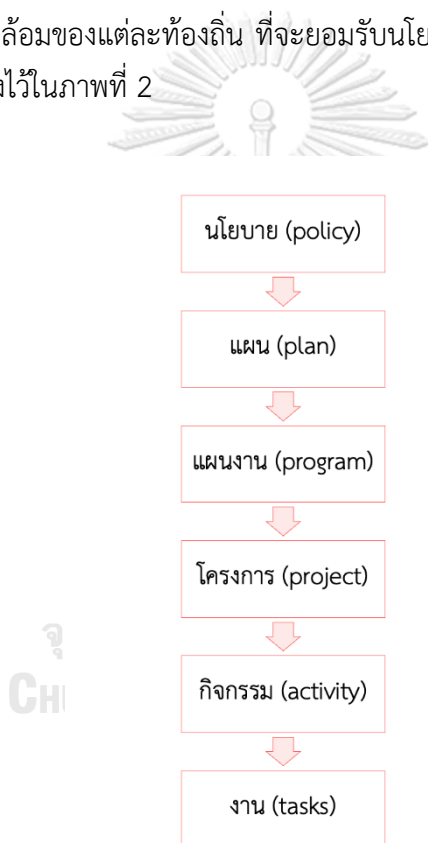 ล้อมของแต่ละท้องถิ่น ที่จะยอมรับนโย
ไว้ในภาพที่ 2
นโยบาย (policy)
แผน (plan)
แผนงาน (program)
โครงการ (project)
กิจกรรม (activity)
งาน (tasks)